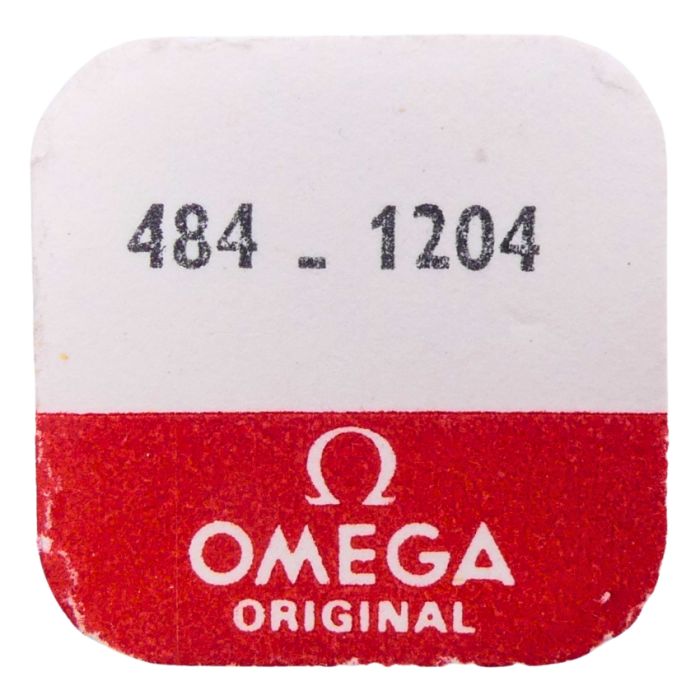 484 - 1204
Ω
OMEGA
ORIGINAL